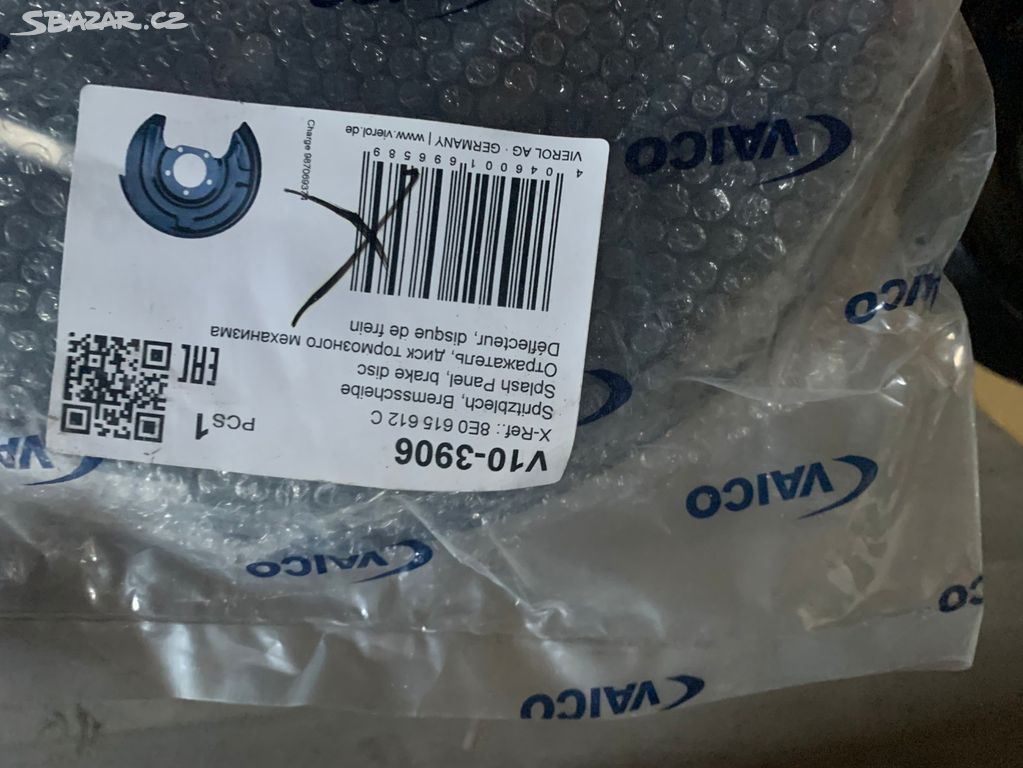 SBAZAR.CZ
V10-3906
X-Ref.: 8E0 615 612 C
Spritzblech, Bremsscheibe
Splash Panel, brake disc
Отражатель, диск тормозного механизма
Déflecteur, disque de frein
PCS 1
EAC
4 046001 696589
VIEROL AG · GERMANY | www.vierol.de
VAICO
VAICO
VAICO
VAICO
VAICO